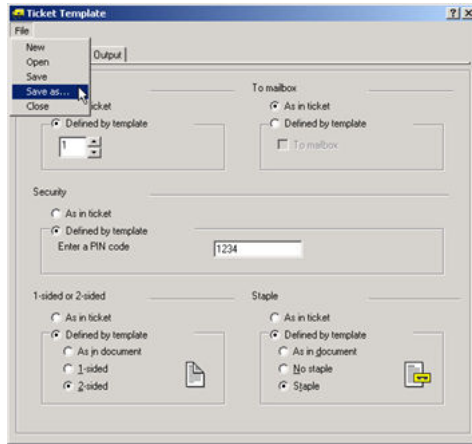 Ticket Template
File
New
Open
Save
Save as...
Close
Output
To mailbox
As in ticket
Defined by template
1
As in ticket
Defined by template
To mailbox
Security
As in ticket
Defined by template
Enter a PIN code
1234
1-sided or 2-sided
As in ticket
Defined by template
As in document
1-sided
2-sided
Staple
As in ticket
Defined by template
As in document
No staple
Staple